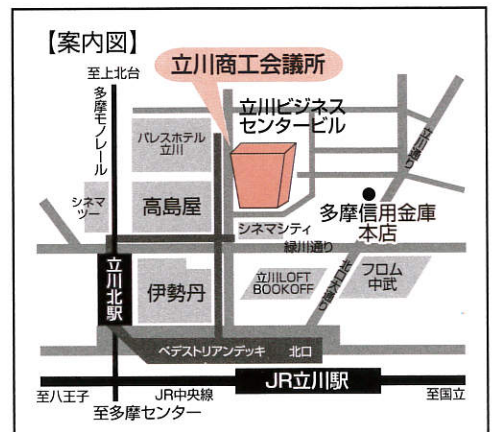 【案内図】
至上北台
立川商工会議所
多摩モノレール
立川ビジネス
センタービル
パレスホテル
立川
立川通り
シネマ
ツー
高島屋
多摩信用金庫
本店
シネマシティ
緑川通り
立川北駅
伊勢丹
立川LOFT
BOOKOFF
北口大通り
フロム
中武
ペデストリアンデッキ
北口
JR立川駅
至八王子
JR中央線
至国立
至多摩センター